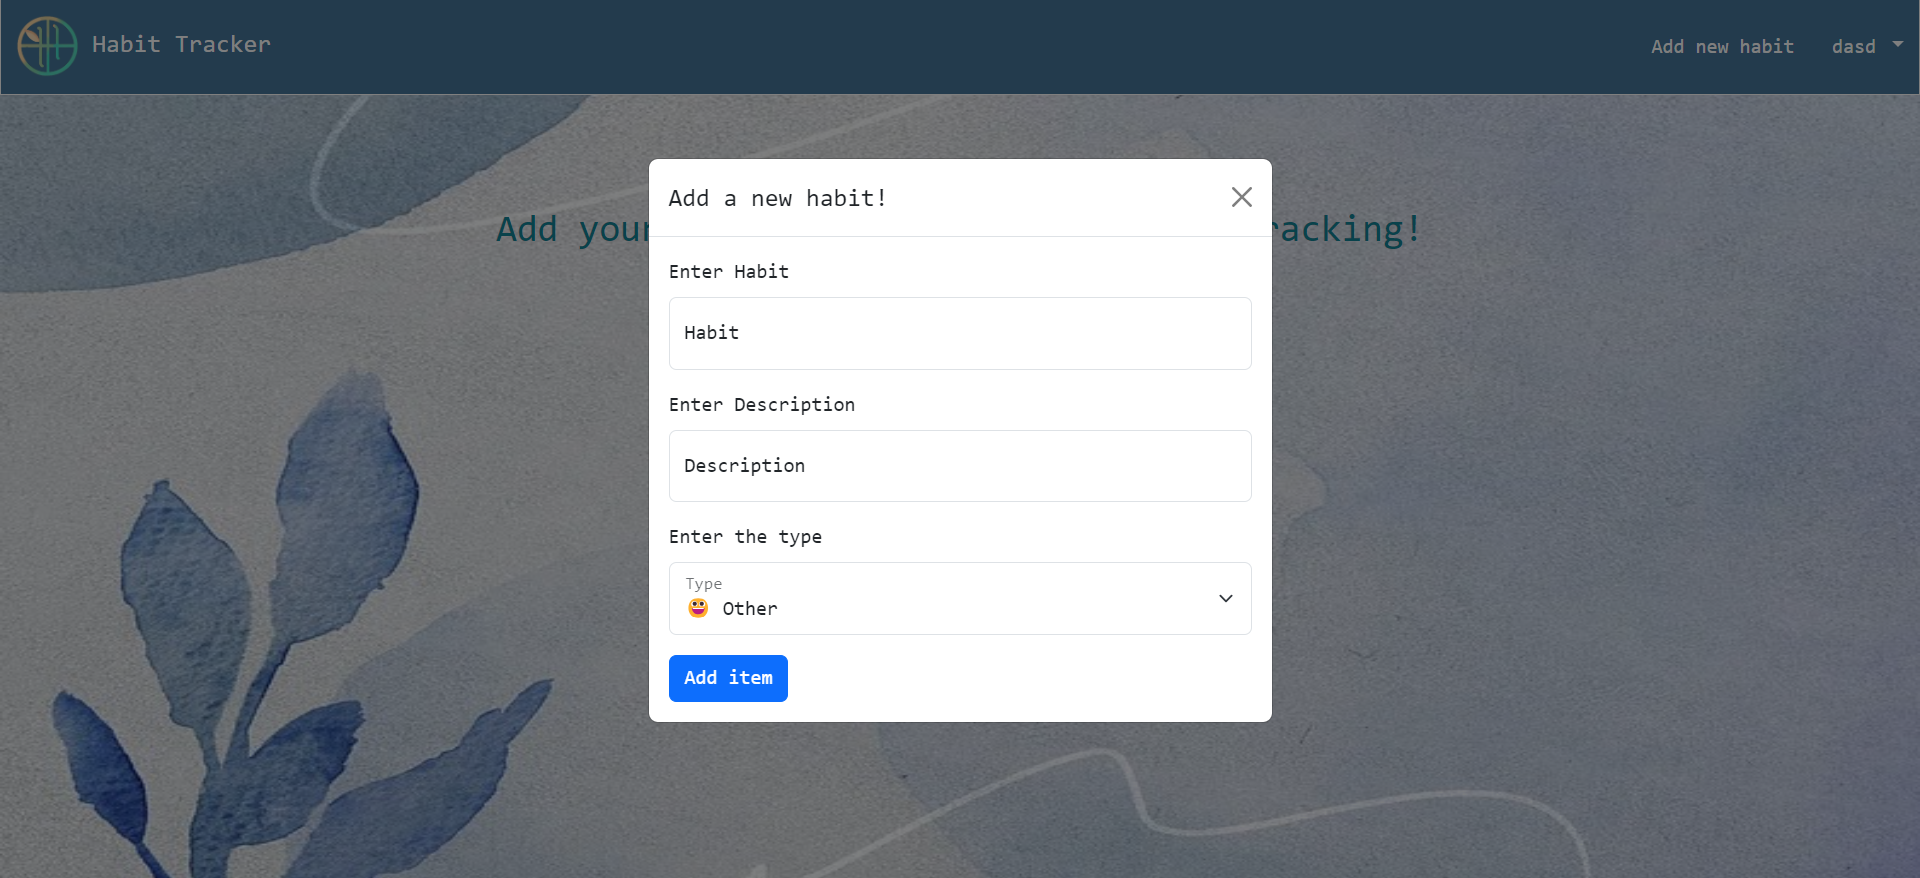 Habit Tracker
Add new habit
dasd
Add a new habit!
Add your
racking!
Enter Habit
Habit
Enter Description
Description
Enter the type
Type
Other
Add item